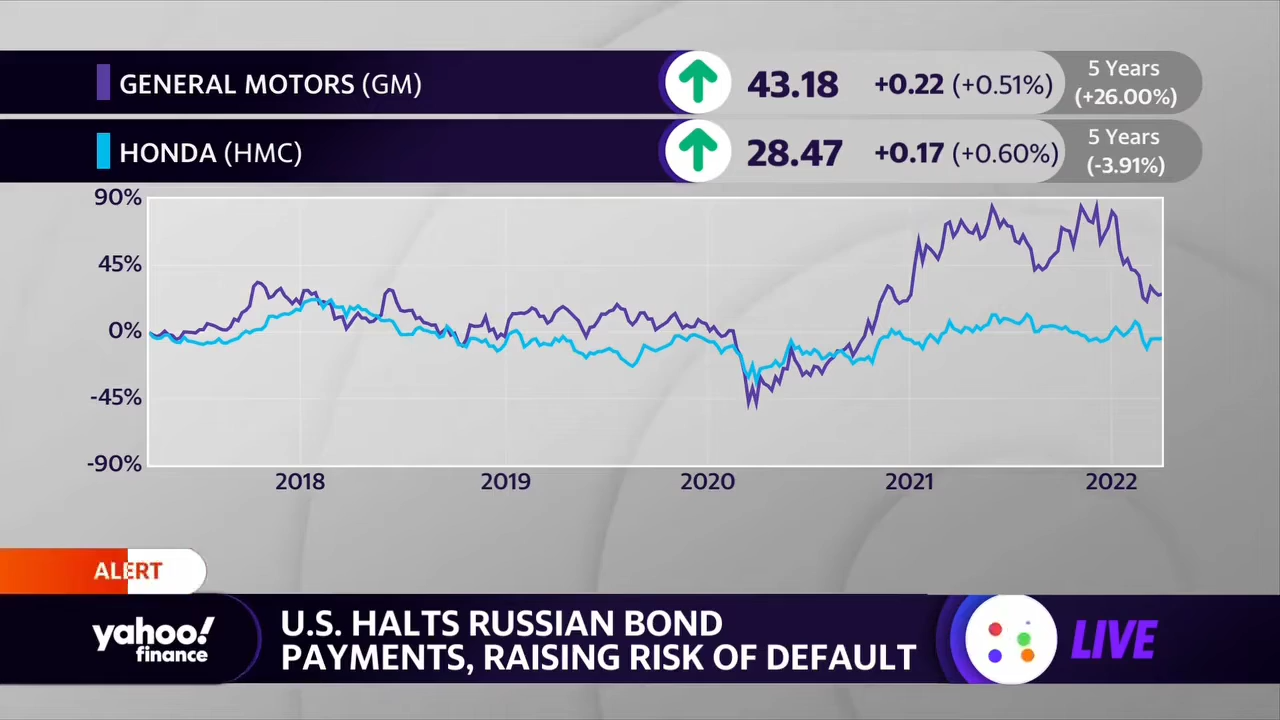 GENERAL MOTORS (GM) 43.18 +0.22 (+0.51%) 5 Years (+26.00%)
HONDA (HMC) 28.47 +0.17 (+0.60%) 5 Years (-3.91%)
90%
45%
0%
-45%
-90%
2018 2019 2020 2021 2022
ALERT
yahoo!
finance
U.S. HALTS RUSSIAN BOND
PAYMENTS, RAISING RISK OF DEFAULT
LIVE